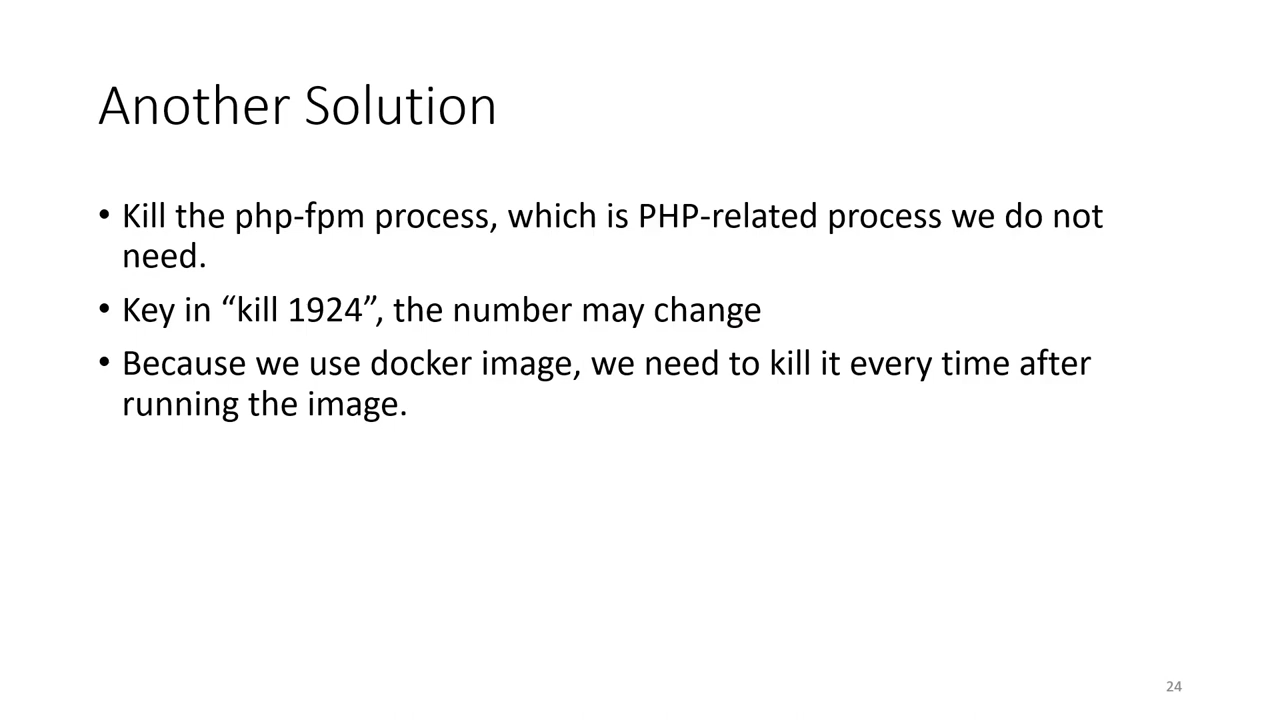 Another Solution
• Kill the php-fpm process, which is PHP-related process we do not
need.
• Key in “kill 1924”, the number may change
• Because we use docker image, we need to kill it every time after
running the image.
24